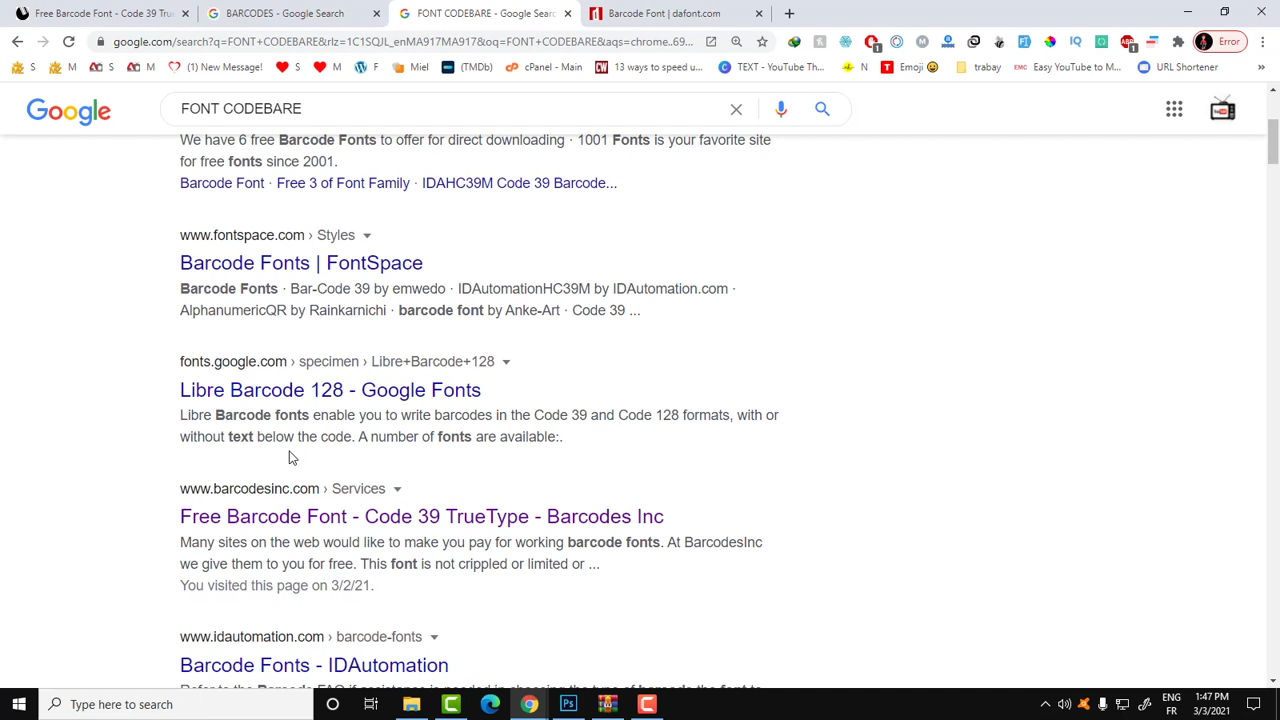 Free Barcode Font - Code 39 Tru
BARCODES - Google Search
FONT CODEBARE - Google Sear
Barcode Font | dafont.com
google.com/search?q=FONT+CODEBARE&rlz=1C1SQJL_enMA917MA917&oq=FONT+CODEBARE&aqs=chrome..69...
Error
S
M
S
M
(1) New Message!
S
M
F
Miel
(TMDb)
cPanel - Main
13 ways to speed u...
TEXT - YouTube Th...
N
Emoji 😀
trabay
EMC Easy YouTube to M...
URL Shortener
»
Google
FONT CODEBARE
We have 6 free Barcode Fonts to offer for direct downloading · 1001 Fonts is your favorite site
for free fonts since 2001.
Barcode Font · Free 3 of Font Family · IDAHC39M Code 39 Barcode...
www.fontspace.com › Styles
Barcode Fonts | FontSpace
Barcode Fonts · Bar-Code 39 by emwedo · IDAutomationHC39M by IDAutomation.com ·
AlphanumericQR by Rainkarnichi · barcode font by Anke-Art · Code 39 ...
fonts.google.com › specimen › Libre+Barcode+128
Libre Barcode 128 - Google Fonts
Libre Barcode fonts enable you to write barcodes in the Code 39 and Code 128 formats, with or
without text below the code. A number of fonts are available:.
www.barcodesinc.com › Services
Free Barcode Font - Code 39 TrueType - Barcodes Inc
Many sites on the web would like to make you pay for working barcode fonts. At BarcodesInc
we give them to you for free. This font is not crippled or limited or ...
You visited this page on 3/2/21.
www.idautomation.com › barcode-fonts
Barcode Fonts - IDAutomation
Type here to search
ENG
FR
1:47 PM
3/3/2021